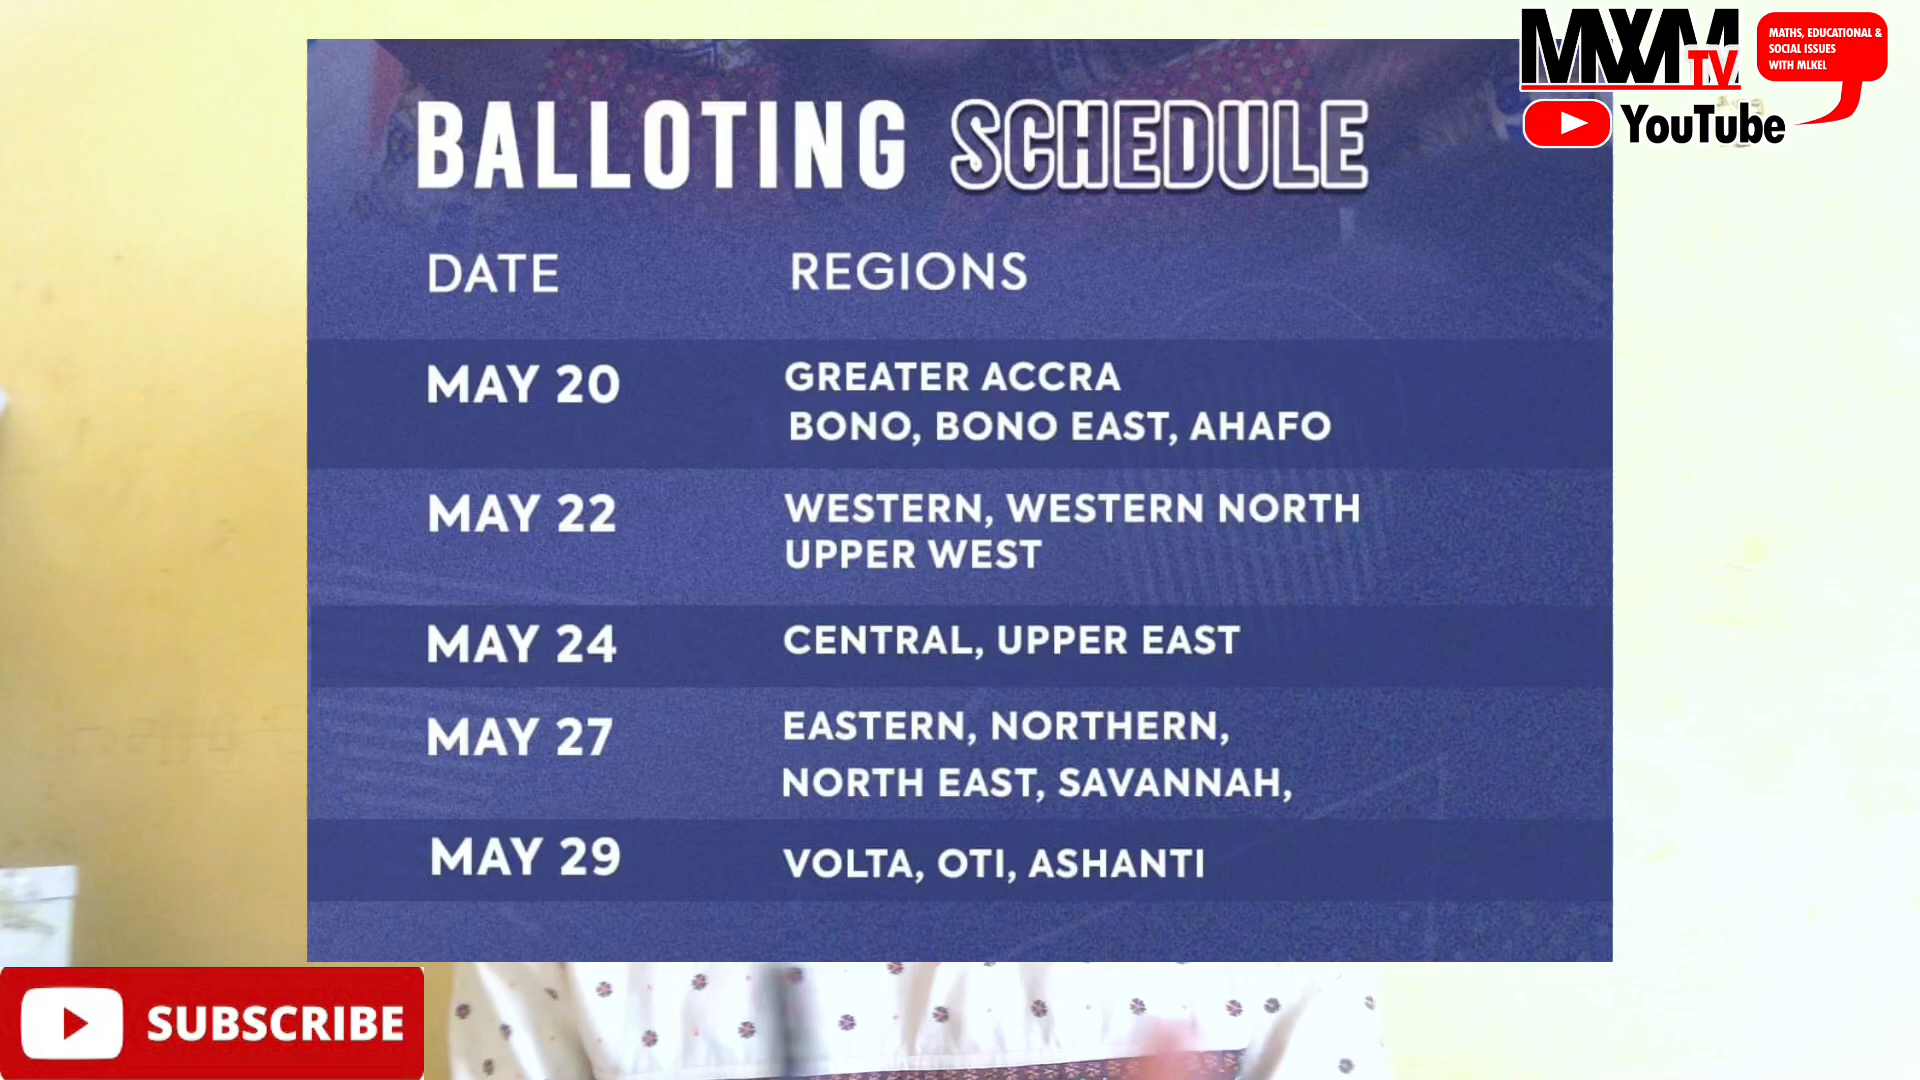 MXM TV
MATHS, EDUCATIONAL &
SOCIAL ISSUES
WITH MLKEL
YouTube
BALLOTING SCHEDULE
DATE REGIONS
MAY 20 GREATER ACCRA
BONO, BONO EAST, AHAFO
MAY 22 WESTERN, WESTERN NORTH
UPPER WEST
MAY 24 CENTRAL, UPPER EAST
MAY 27 EASTERN, NORTHERN,
NORTH EAST, SAVANNAH,
MAY 29 VOLTA, OTI, ASHANTI
SUBSCRIBE